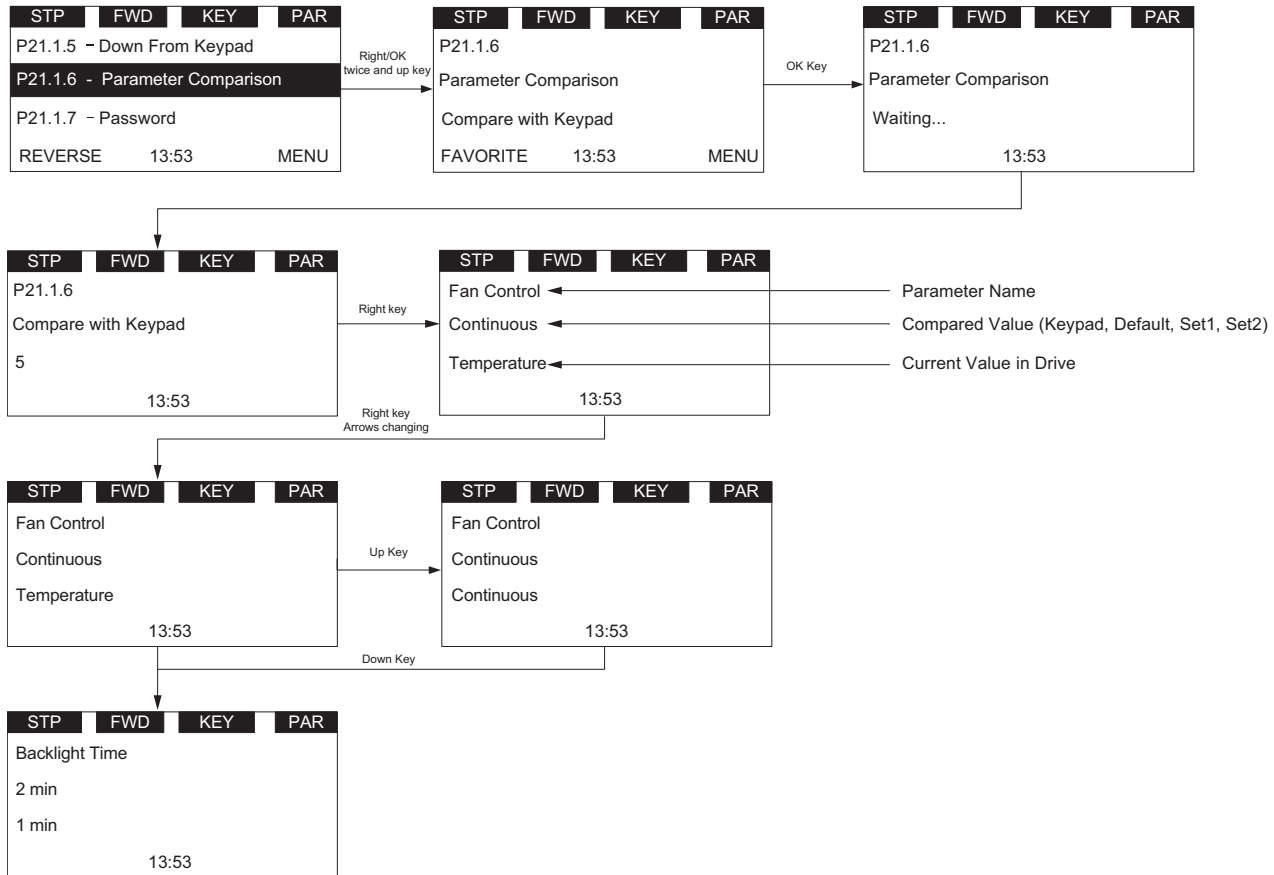 STP FWD KEY PAR
P21.1.5 – Down From Keypad
P21.1.6 - Parameter Comparison
P21.1.7 – Password
REVERSE 13:53 MENU
Right/OK
twice and up key
STP FWD KEY PAR
P21.1.6
Parameter Comparison
Compare with Keypad
FAVORITE 13:53 MENU
OK Key
STP FWD KEY PAR
P21.1.6
Parameter Comparison
Waiting...
13:53
STP FWD KEY PAR
P21.1.6
Compare with Keypad
5
13:53
Right key
STP FWD KEY PAR
Fan Control
Continuous
Temperature
13:53
Parameter Name
Compared Value (Keypad, Default, Set1, Set2)
Current Value in Drive
Right key
Arrows changing
STP FWD KEY PAR
Fan Control
Continuous
Temperature
13:53
Up Key
STP FWD KEY PAR
Fan Control
Continuous
Continuous
13:53
Down Key
STP FWD KEY PAR
Backlight Time
2 min
1 min
13:53